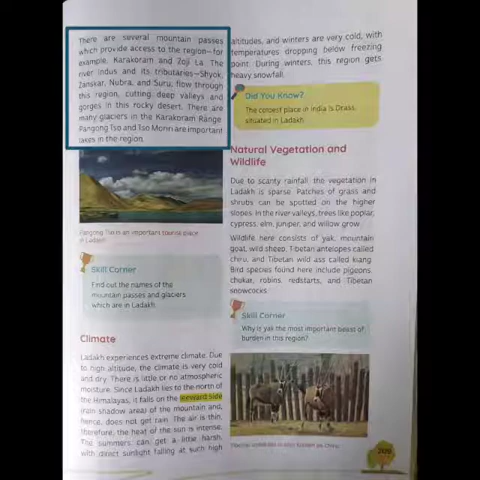 There are several mountain passes
which provide access to the region—for
example, Karakoram and Zoji La. The
river Indus and its tributaries—Shyok,
Zanskar, Nubra, and Suru, flow through
this region, cutting deep valleys and
gorges in this rocky desert. There are
many glaciers in the Karakoram Range.
Pangong Tso and Tso Moriri are important
lakes in the region.
Pangong Tso is an important tourist place
in Ladakh
Skill Corner
Find out the names of the
mountain passes and glaciers
which are in Ladakh.
Climate
Ladakh experiences extreme climate. Due
to high altitude, the climate is very cold
and dry. There is little or no atmospheric
moisture. Since Ladakh lies to the north of
the Himalayas, it falls on the forward side
rain shadow area of the mountain and,
hence, does not get rain. The air is thin,
therefore, the heat of the sun is intense.
The summers can get a little harsh,
with direct sunlight falling at such high
altitudes, and winters are very cold, with
temperatures dropping below freezing
point. During winters, this region gets
heavy snowfall.
Did You Know?
The coldest place in India is Drass,
situated in Ladakh.
Natural Vegetation and
Wildlife
Due to scanty rainfall, the vegetation in
Ladakh is sparse. Patches of grass and
shrubs can be spotted on the higher
slopes. In the river valleys, trees like poplar,
cypress, elm, juniper, and willow grow.
Wildlife here consists of yak, mountain
goat, wild sheep, Tibetan antelopes called
chiru, and Tibetan wild ass called kiang.
Bird species found here include pigeons,
chukar, robins, redstarts, and Tibetan
snowcocks.
Skill Corner
Why is yak the most important beast of
burden in this region?
Tibetan antelope is also known as chiru.